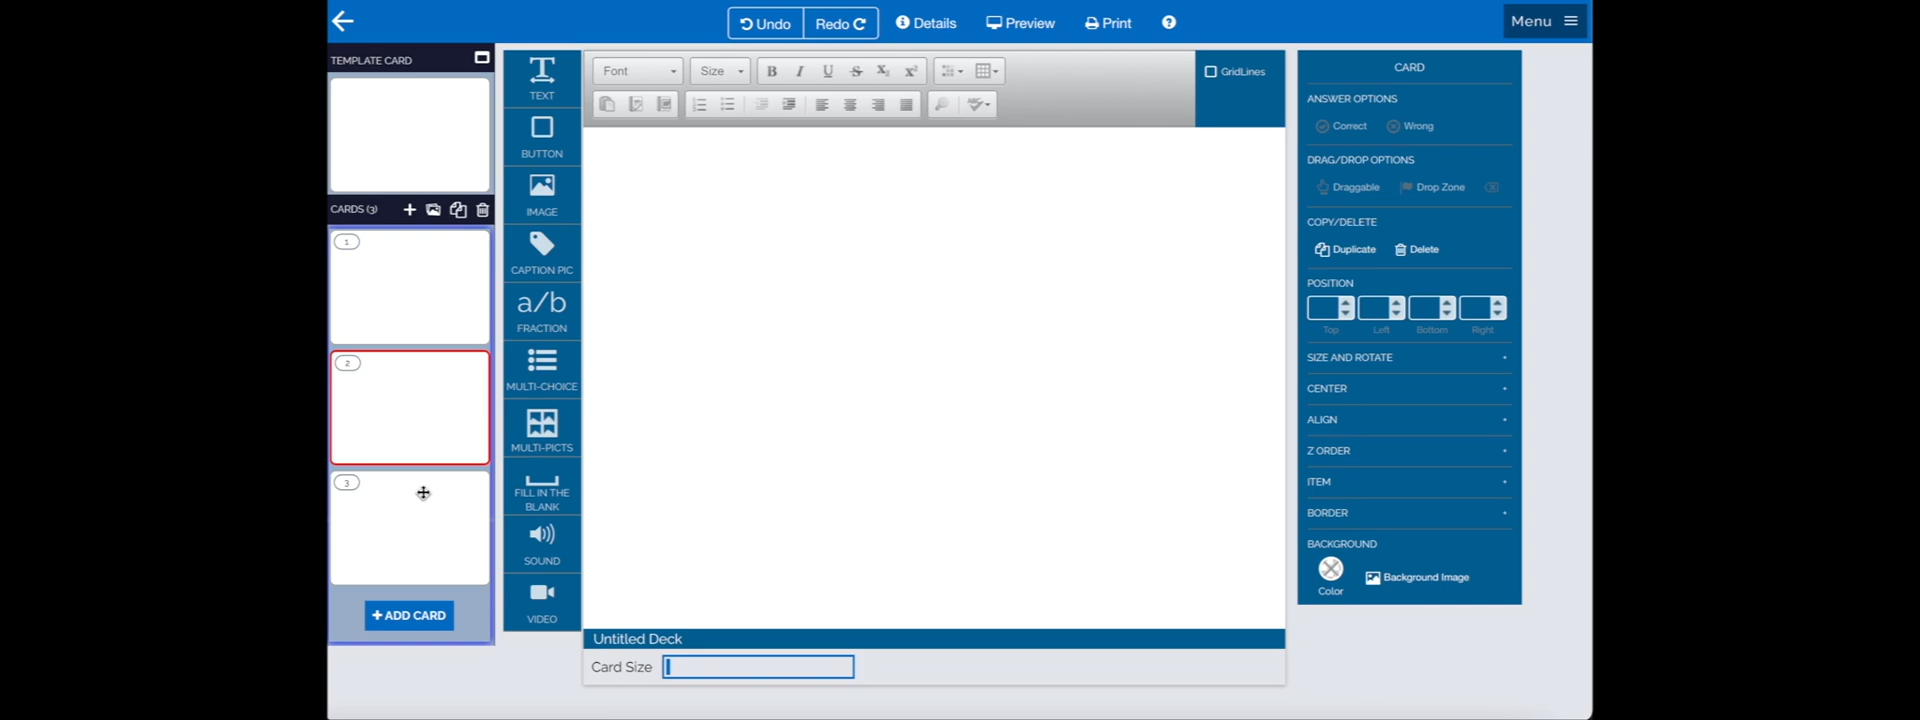 Undo
Redo
Details
Preview
Print
Menu
TEMPLATE CARD
CARDS (3)
1
2
3
+ ADD CARD
TEXT
BUTTON
IMAGE
CAPTION PIC
a/b
FRACTION
MULTI-CHOICE
MULTI-PICTS
FILL IN THE
BLANK
SOUND
VIDEO
Font
Size
B I U S X₂ x²
GridLines
Untitled Deck
Card Size
CARD
ANSWER OPTIONS
Correct
Wrong
DRAG/DROP OPTIONS
Draggable
Drop Zone
COPY/DELETE
Duplicate
Delete
POSITION
Top
Left
Bottom
Right
SIZE AND ROTATE
CENTER
ALIGN
Z ORDER
ITEM
BORDER
BACKGROUND
Color
Background Image